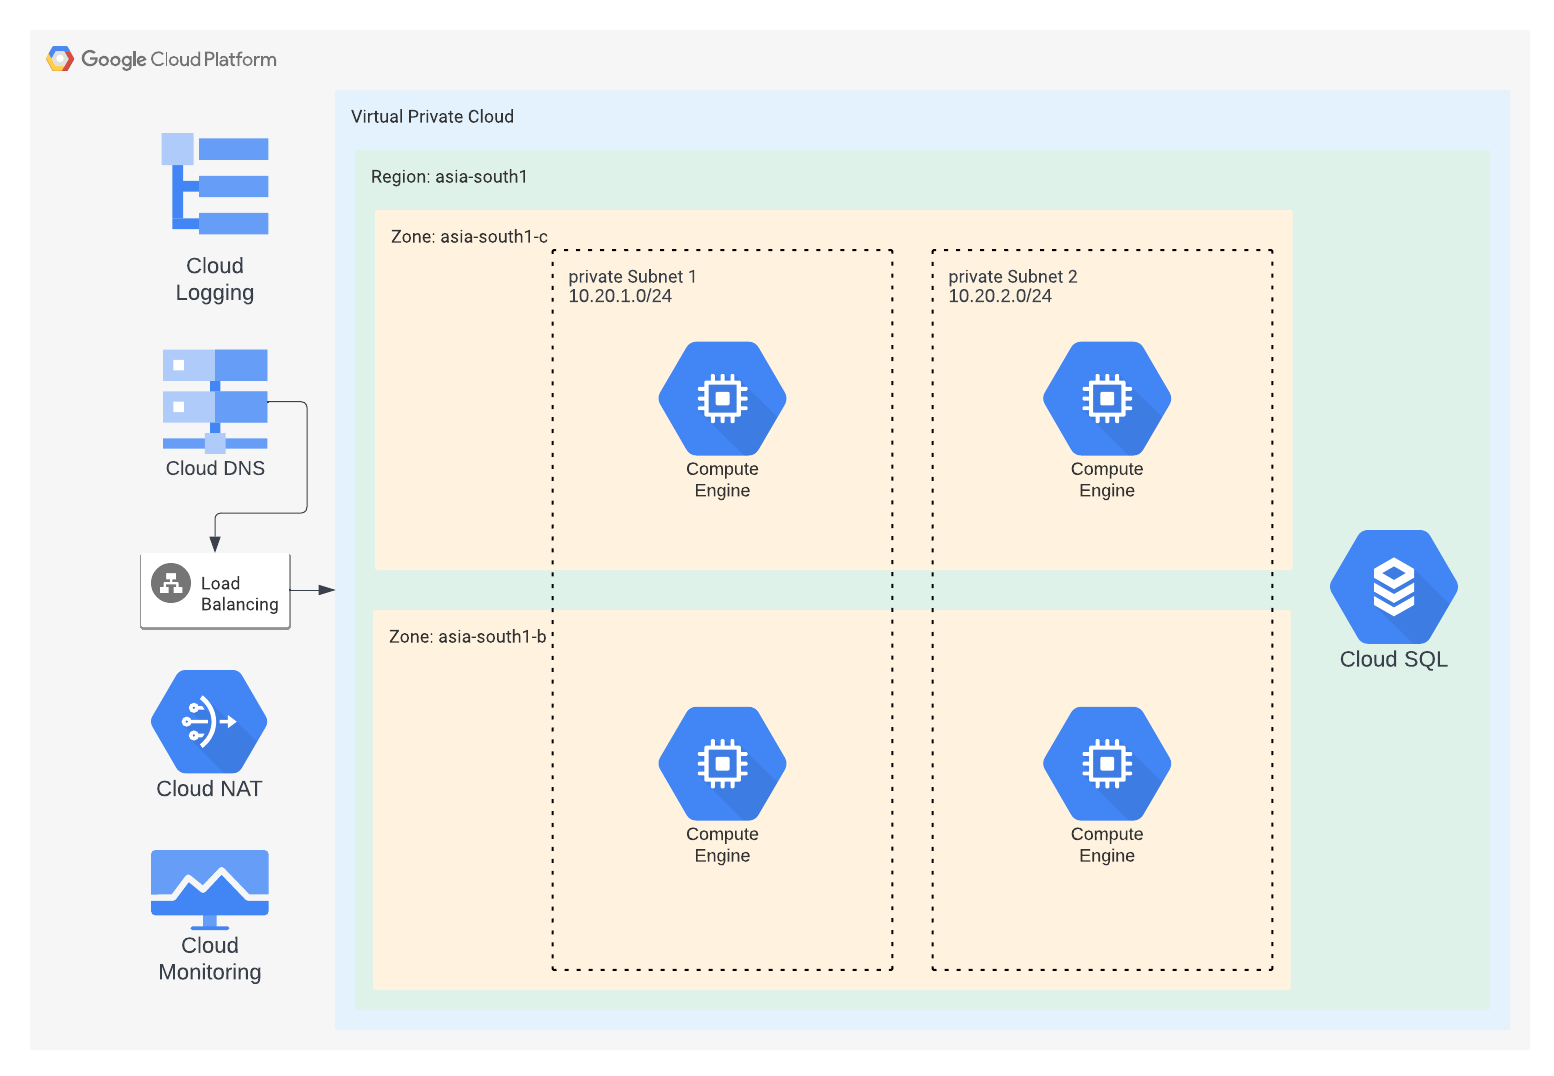 Google Cloud Platform
Virtual Private Cloud
Region: asia-south1
Zone: asia-south1-c
private Subnet 1
10.20.1.0/24
private Subnet 2
10.20.2.0/24
Compute
Engine
Compute
Engine
Cloud
Logging
Cloud DNS
Load
Balancing
Cloud NAT
Cloud
Monitoring
Zone: asia-south1-b
Compute
Engine
Compute
Engine
Cloud SQL